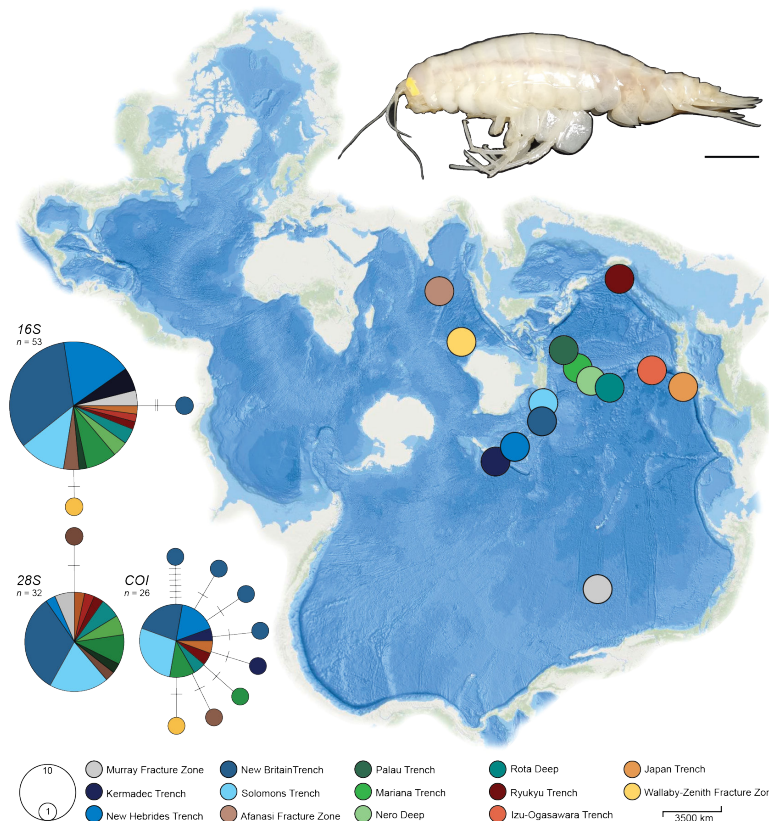 16S
n = 53
28S
n = 32
COI
n = 26
10
1
Murray Fracture Zone
Kermadec Trench
New Hebrides Trench
New BritainTrench
Solomons Trench
Afanasi Fracture Zone
Palau Trench
Mariana Trench
Nero Deep
Rota Deep
Ryukyu Trench
Izu-Ogasawara Trench
Japan Trench
Wallaby-Zenith Fracture Zon
3500 km